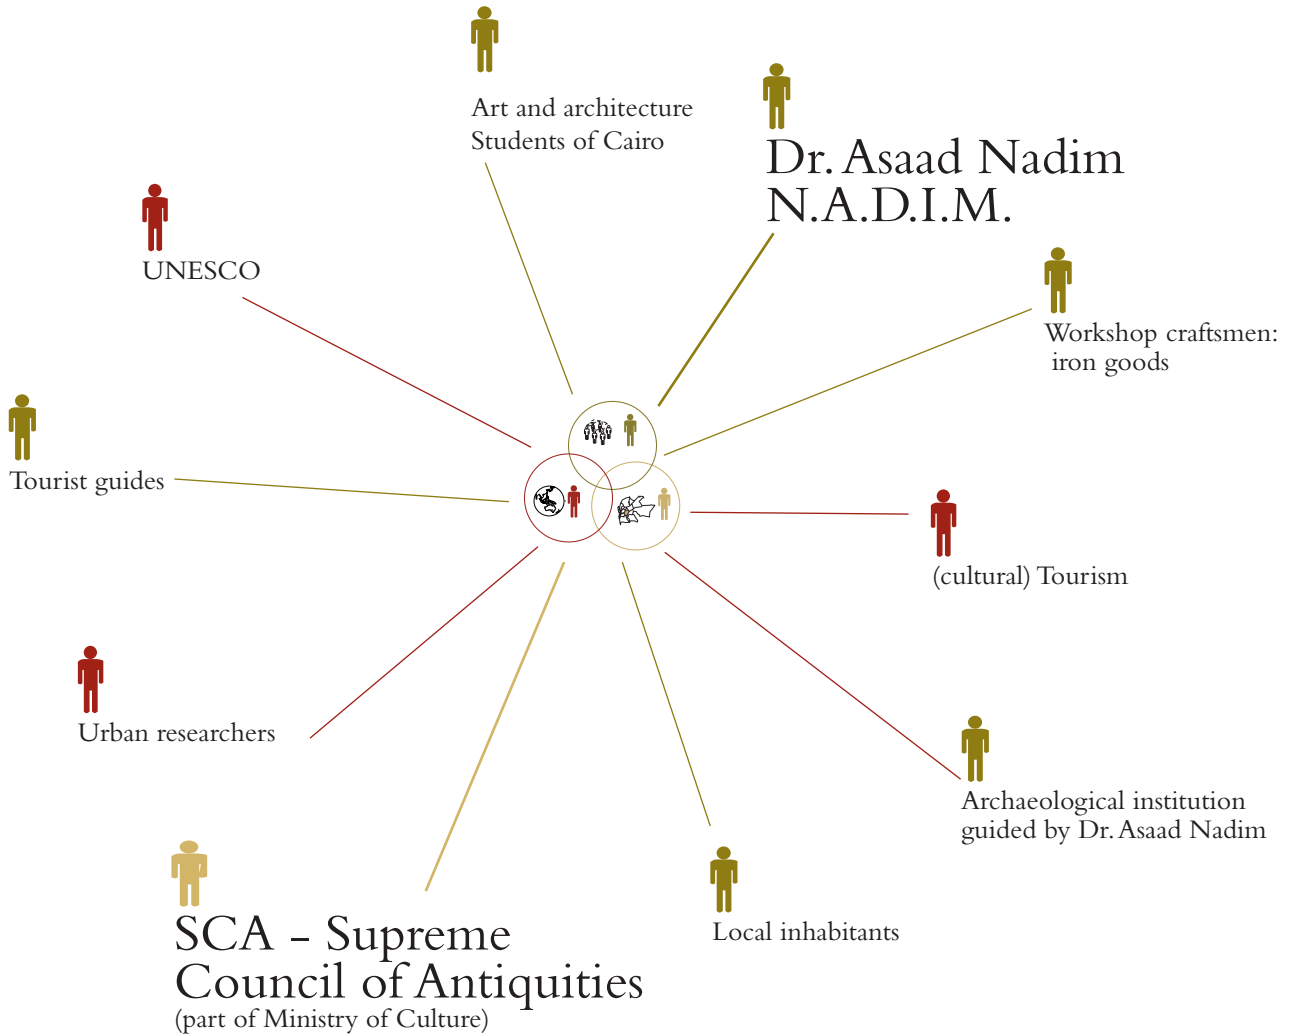 Art and architecture
Students of Cairo
Dr. Asaad Nadim
N.A.D.I.M.
UNESCO
Workshop craftsmen:
iron goods
Tourist guides
(cultural) Tourism
Urban researchers
Archaeological institution
guided by Dr. Asaad Nadim
SCA – Supreme
Council of Antiquities
(part of Ministry of Culture)
Local inhabitants